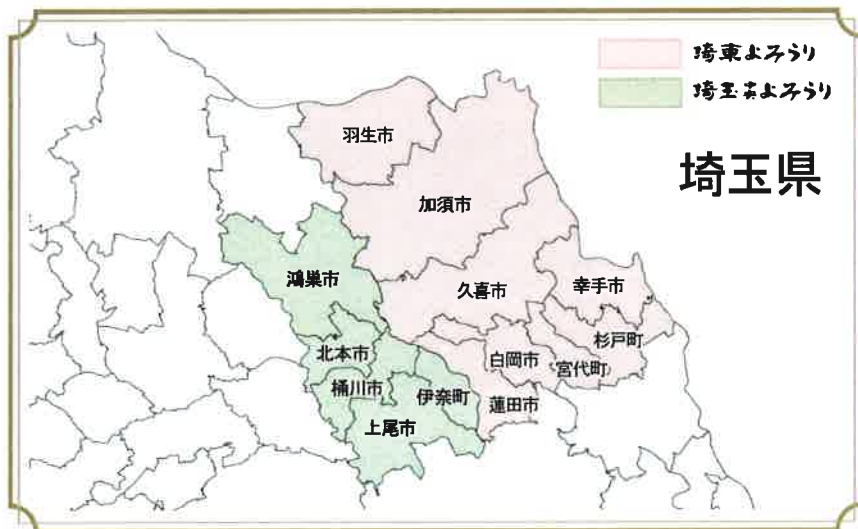 埼東よみうり
埼玉中央よみうり
埼玉県
羽生市
加須市
鴻巣市
久喜市
幸手市
杉戸町
北本市
白岡市
宮代町
桶川市
伊奈町
蓮田市
上尾市